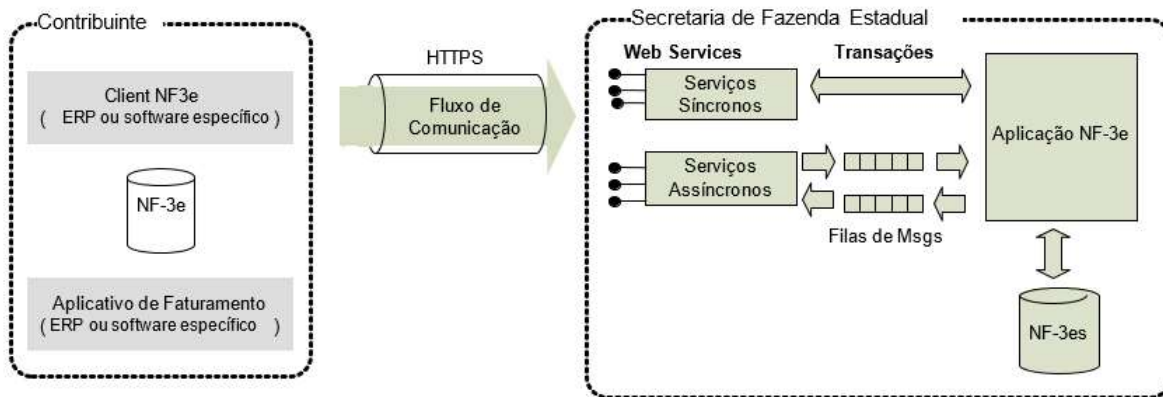 Contribuinte
Client NF3e
( ERP ou software específico )
NF-3e
Aplicativo de Faturamento
( ERP ou software específico )
HTTPS
Fluxo de
Comunicação
Secretaria de Fazenda Estadual
Web Services
Transações
Serviços
Síncronos
Serviços
Assíncronos
Filas de Msgs
Aplicação NF-3e
NF-3es